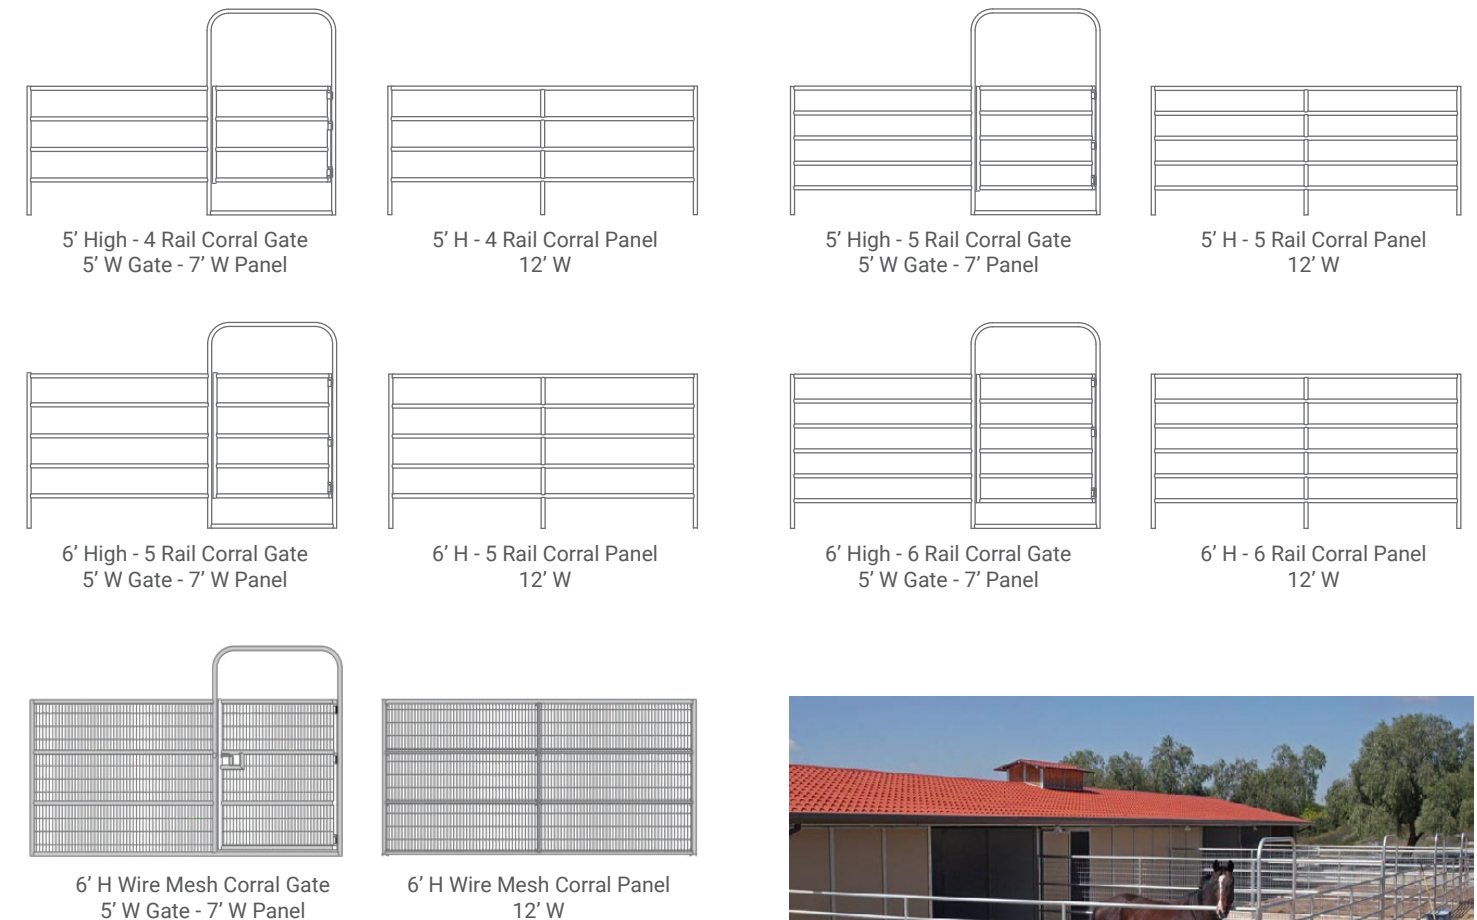 5’ High - 4 Rail Corral Gate
5’ W Gate - 7’ W Panel
5’ H - 4 Rail Corral Panel
12’ W
5’ High - 5 Rail Corral Gate
5’ W Gate - 7’ Panel
5’ H - 5 Rail Corral Panel
12’ W
6’ High - 5 Rail Corral Gate
5’ W Gate - 7’ W Panel
6’ H - 5 Rail Corral Panel
12’ W
6’ High - 6 Rail Corral Gate
5’ W Gate - 7’ Panel
6’ H - 6 Rail Corral Panel
12’ W
6’ H Wire Mesh Corral Gate
5’ W Gate - 7’ W Panel
6’ H Wire Mesh Corral Panel
12’ W